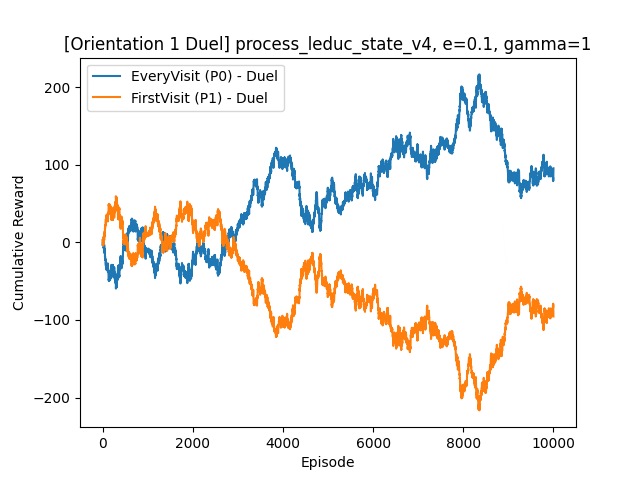 [Orientation 1 Duel] process_leduc_state_v4, e=0.1, gamma=1
EveryVisit (P0) - Duel
FirstVisit (P1) - Duel
200
100
0
−100
−200
Cumulative Reward
0 2000 4000 6000 8000 10000
Episode